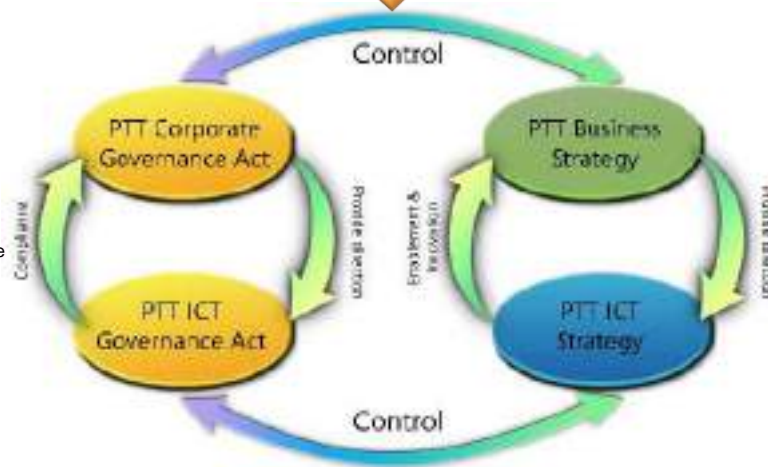 Control
PTT Corporate
Governance Act
PTT Business
Strategy
Compliance
Provide direction
Enablement &
Innovation
PTT ICT
Governance Act
PTT ICT
Strategy
Control